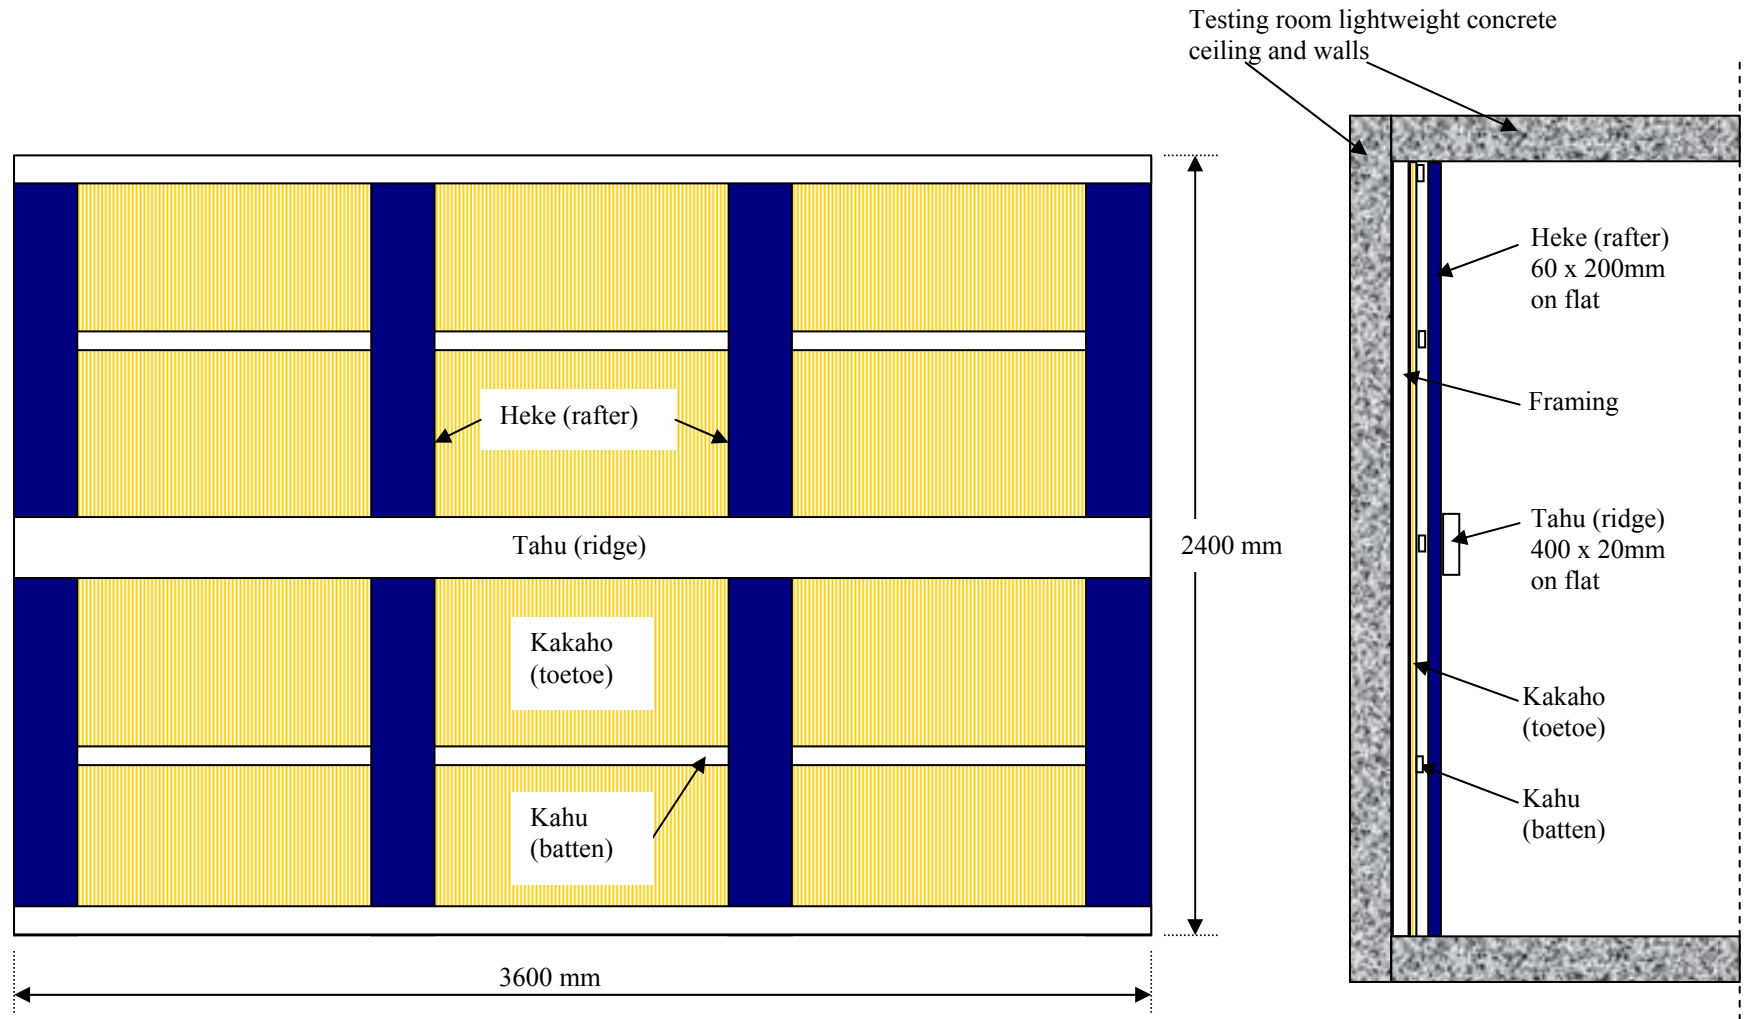 Testing room lightweight concrete
ceiling and walls
Heke (rafter)
60 x 200mm
on flat
Framing
Heke (rafter)
Tahu (ridge)
2400 mm
Tahu (ridge)
400 x 20mm
on flat
Kakaho
(toetoe)
Kakaho
(toetoe)
Kahu
(batten)
Kahu
(batten)
3600 mm